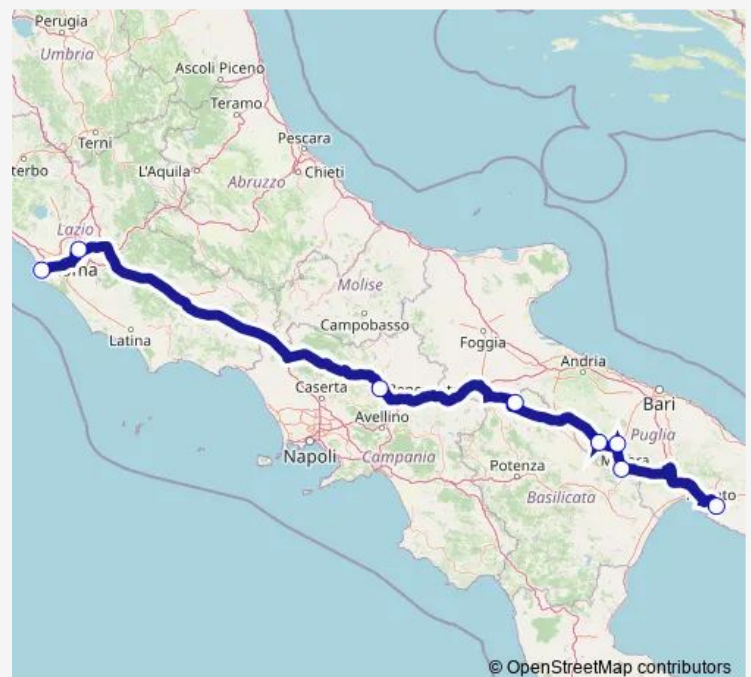 Perugia
Umbria
Ascoli Piceno
Teramo
Terni
Pescara
terbo
L'Aquila
Chieti
Abruzzo
Lazio
Molise
Campobasso
Latina
Foggia
Andria
Caserta
Bari
Avellino
Puglia
Napoli
Campania
Potenza
Basilicata
© OpenStreetMap contributors